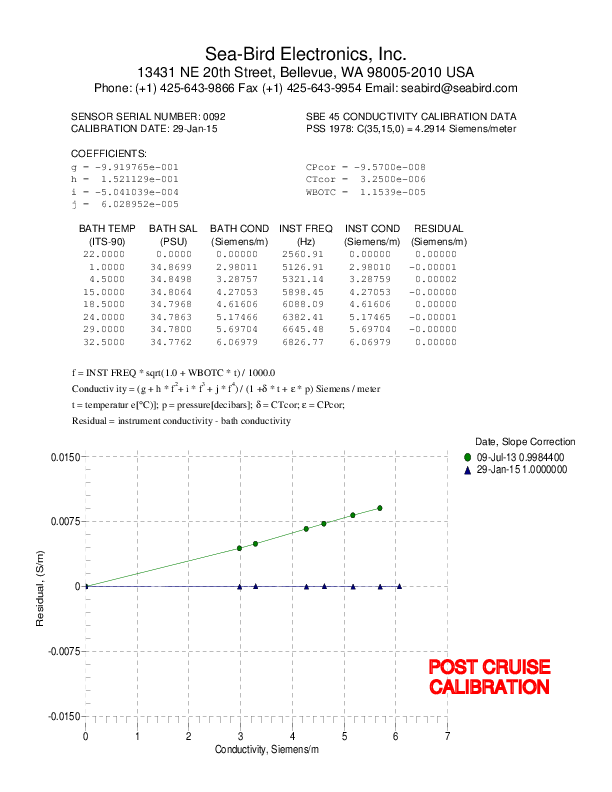 Sea-Bird Electronics, Inc.
13431 NE 20th Street, Bellevue, WA 98005-2010 USA
Phone: (+1) 425-643-9866 Fax (+1) 425-643-9954 Email: seabird@seabird.com
SENSOR SERIAL NUMBER: 0092
CALIBRATION DATE: 29-Jan-15
SBE 45 CONDUCTIVITY CALIBRATION DATA
PSS 1978: C(35,15,0) = 4.2914 Siemens/meter
COEFFICIENTS:
g = -9.919765e-001
h = 1.521129e-001
i = -5.041039e-004
j = 6.028952e-005
CPcor = -9.5700e-008
CTcor = 3.2500e-006
WBOTC = 1.1539e-005
BATH TEMP BATH SAL BATH COND INST FREQ INST COND RESIDUAL
(ITS-90) (PSU) (Siemens/m) (Hz) (Siemens/m) (Siemens/m)
22.0000 0.0000 0.00000 2560.91 0.00000 0.00000
1.0000 34.8699 2.98011 5126.91 2.98010 -0.00001
4.5000 34.8498 3.28757 5321.14 3.28759 0.00002
15.0000 34.8064 4.27053 5898.45 4.27053 -0.00001
18.5000 34.7968 4.61606 6088.09 4.61606 0.00000
24.0000 34.7863 5.17466 6382.41 5.17465 -0.00001
29.0000 34.7800 5.69704 6645.48 5.69704 -0.00000
32.5000 34.7762 6.06979 6826.77 6.06979 0.00000
f = INST FREQ * sqrt(1.0 + WBOTC * t) / 1000.0
Conductivity = (g + h * f² + i * f³ + j * f⁴) / (1 + δ * t + ε * p) Siemens / meter
t = temperatur e[°C)]; p = pressure[decibars]; δ = CTcor; ε = CPcor;
Residual = instrument conductivity - bath conductivity
Date, Slope Correction
09-Jul-13 0.9984400
29-Jan-15 1.0000000
0.0150
0.0075
0
-0.0075
-0.0150
Residual, (S/m)
0 1 2 3 4 5 6 7
Conductivity, Siemens/m
POST CRUISE
CALIBRATION